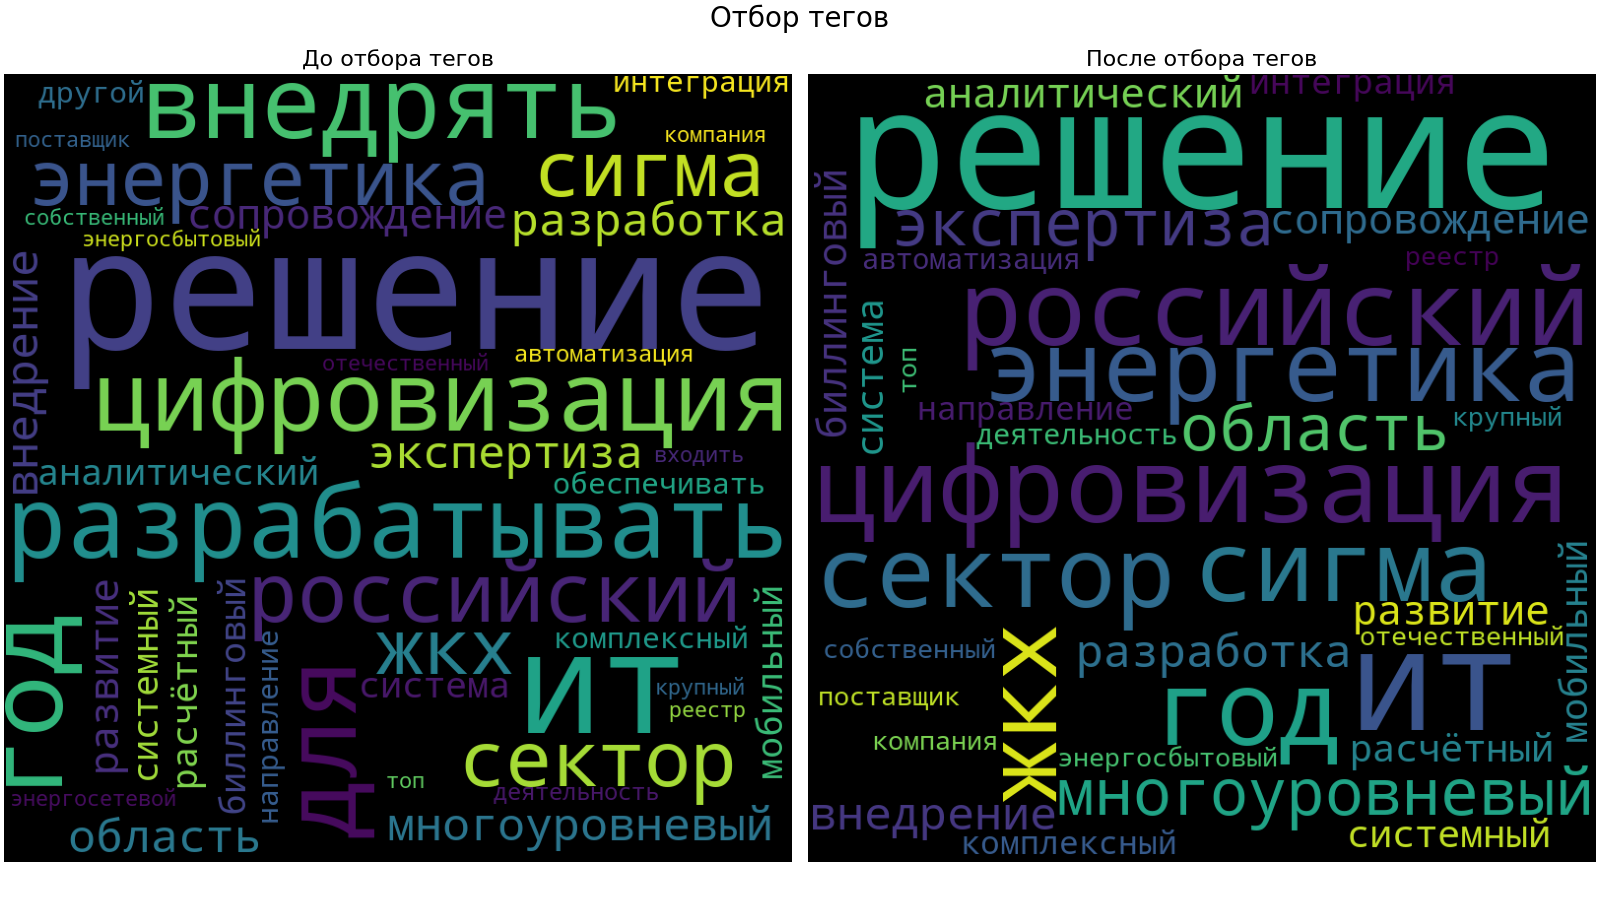 Отбор тегов
До отбора тегов
другой
внедрять
интеграция
поставщик
компания
энергетика
сигма
собственный
сопровождение
разработка
энергосбытовый
решение
внедрение
отечественный
автоматизация
цифровизация
экспертиза
входить
аналитический
обеспечивать
разрабатывать
российский
год
развитие
системный
расчётный
биллинговый
направление
для
жкх
комплексный
мобильный
система
ит
крупный
реестр
сектор
топ
деятельность
энергосетевой
область
многоуровневый
После отбора тегов
аналитический
интеграция
решение
биллинговый
экспертиза
сопровождение
автоматизация
реестр
российский
система
топ
энергетика
направление
деятельность
область
крупный
цифровизация
сектор
сигма
мобильный
развитие
отечественный
собственный
жкх
разработка
ит
поставщик
год
компания
энергосбытовый
расчётный
многоуровневый
внедрение
комплексный
системный